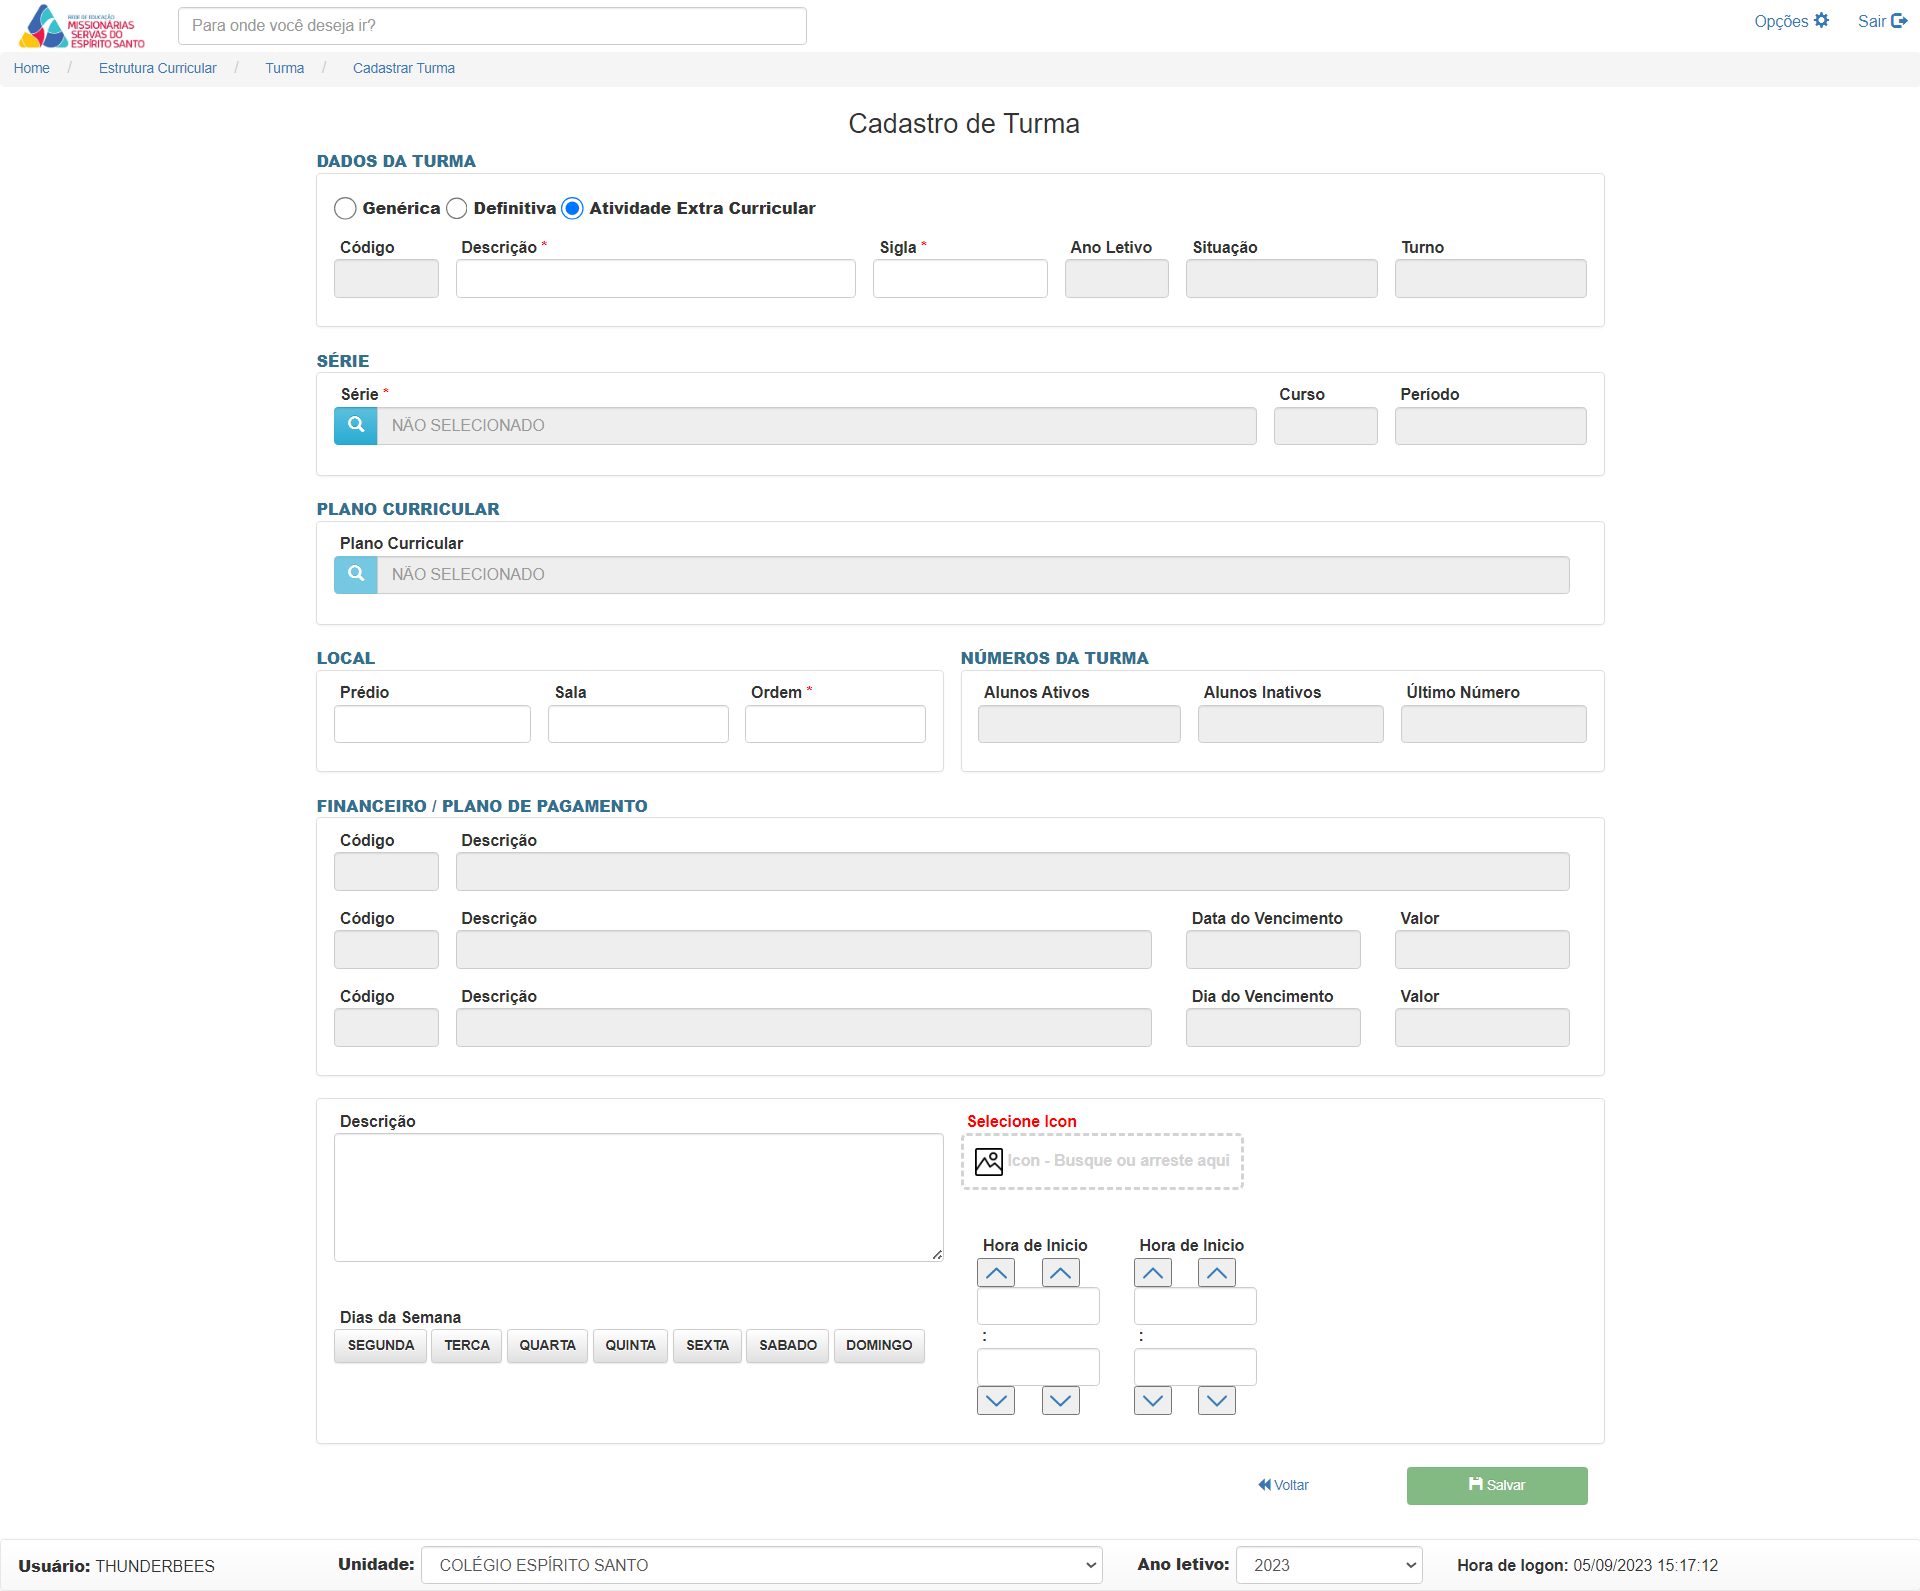 REDE DE EDUCAÇÃO
MISSIONÁRIAS
SERVAS DO
ESPÍRITO SANTO
Para onde você deseja ir?
Opções
Sair
Home / Estrutura Curricular / Turma / Cadastrar Turma
Cadastro de Turma
DADOS DA TURMA
Genérica Definitiva Atividade Extra Curricular
Código Descrição * Sigla * Ano Letivo Situação Turno
SÉRIE
Série * Curso Período
NÃO SELECIONADO
PLANO CURRICULAR
Plano Curricular
NÃO SELECIONADO
LOCAL
Prédio Sala Ordem *
NÚMEROS DA TURMA
Alunos Ativos Alunos Inativos Último Número
FINANCEIRO / PLANO DE PAGAMENTO
Código Descrição
Código Descrição Data do Vencimento Valor
Código Descrição Dia do Vencimento Valor
Descrição
Selecione Icon
Icon - Busque ou arreste aqui
Hora de Inicio Hora de Inicio
: :
Dias da Semana
SEGUNDA TERCA QUARTA QUINTA SEXTA SABADO DOMINGO
Voltar
Salvar
Usuário: THUNDERBEES Unidade: COLÉGIO ESPÍRITO SANTO Ano letivo: 2023 Hora de logon: 05/09/2023 15:17:12